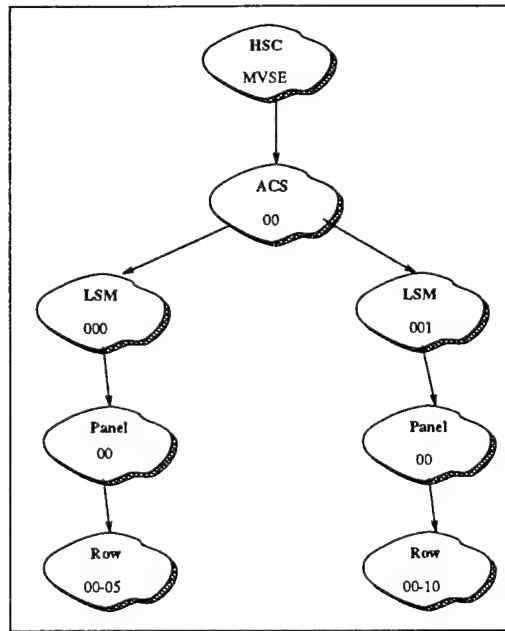 HSC
MVSE
ACS
00
LSM
000
LSM
001
Panel
00
Panel
00
Row
00-05
Row
00-10